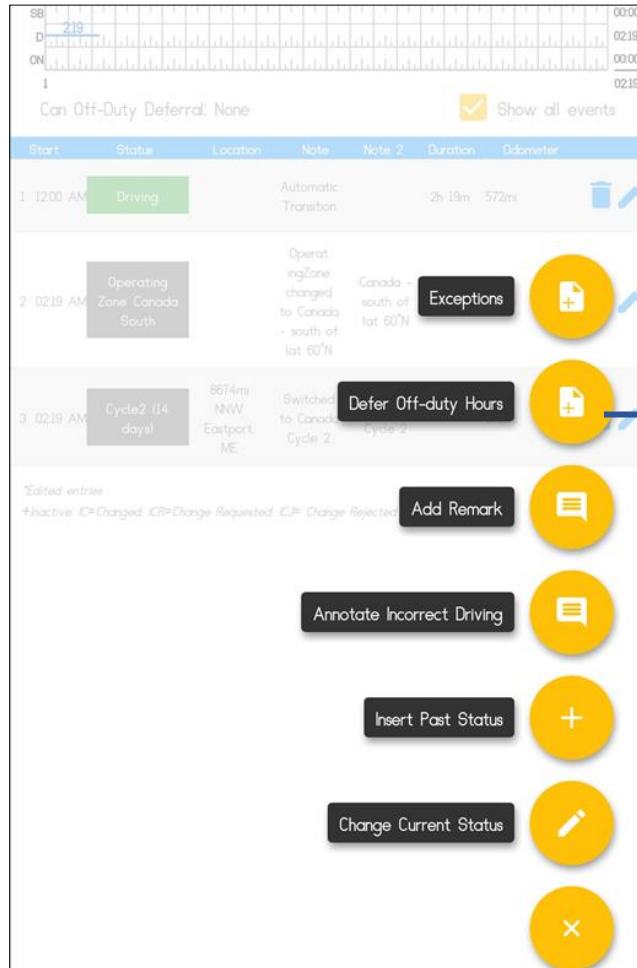 SB 00:00
D 2:19 02:19
ON 00:00
1 02:19
Can Off-Duty Deferral: None Show all events
Start Status Location Note Note 2 Duration Odometer
1 12:00 AM Driving Automatic Transition 2h 19m 572mi
2 02:19 AM Operating Zone Canada South OperatingZone changed to Canada - south of lat 60°N Canada - south of lat 60°N
Exceptions
3 02:19 AM Cycle2 (14 days) 8674mi NNW Eastport, ME Switched to Canada Cycle 2 Cycle 2
Defer Off-duty Hours
*Edited entries
+Inactive: IC=Changed. ICR=Change Requested. ICJ= Change Rejected
Add Remark
Annotate Incorrect Driving
Insert Past Status
Change Current Status